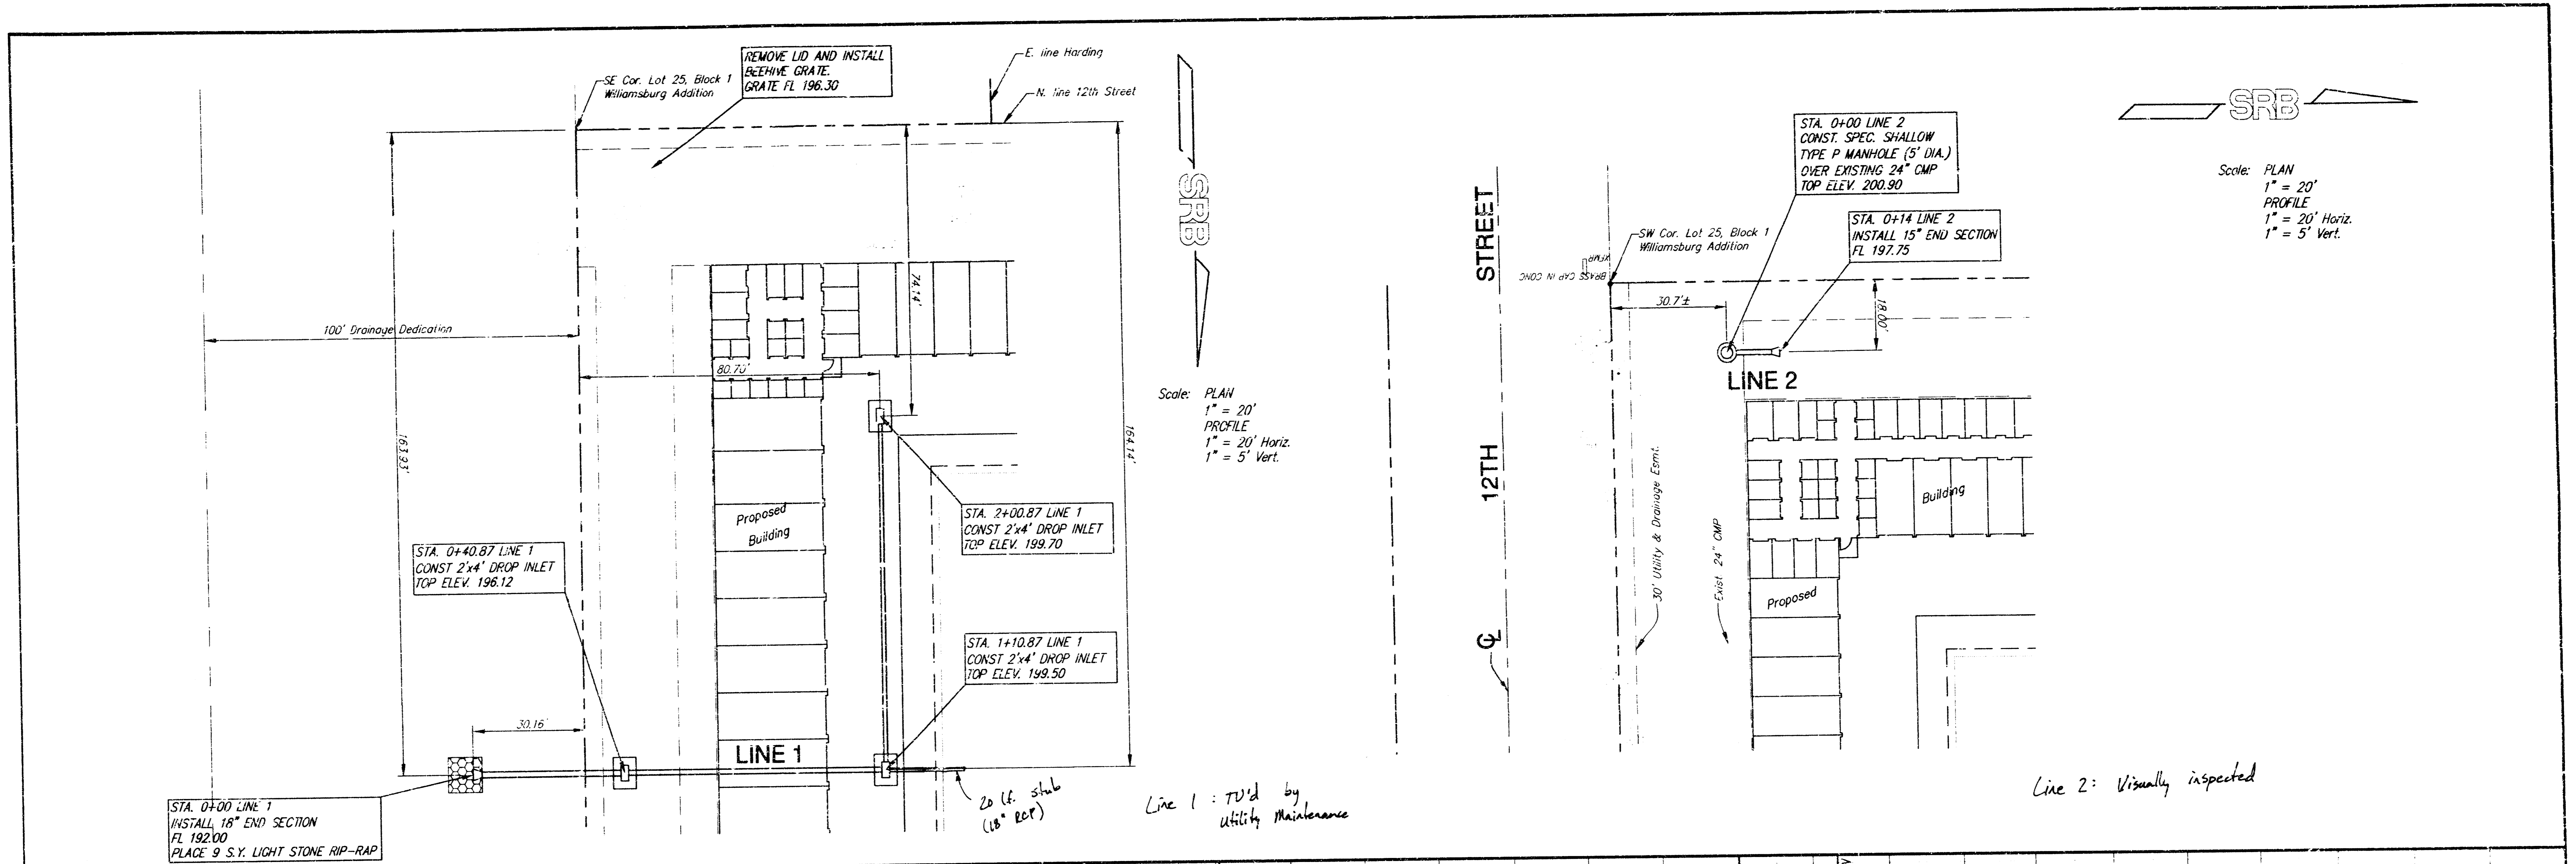 REMOVE LID AND INSTALL
BEEHIVE GRATE.
GRATE FL 196.30
SE Cor. Lot 25, Block 1
Williamsburg Addition
E. line Harding
N. line 12th Street
100' Drainage Dedication
163.93'
74.14'
80.70'
164.14'
Proposed
Building
STA. 0+40.87 LINE 1
CONST 2'x4' DROP INLET
TOP ELEV. 196.12
STA. 2+00.87 LINE 1
CONST 2'x4' DROP INLET
TOP ELEV. 199.70
STA. 1+10.87 LINE 1
CONST 2'x4' DROP INLET
TOP ELEV. 199.50
30.16'
LINE 1
STA. 0+00 LINE 1
INSTALL 18" END SECTION
FL 192.00
PLACE 9 S.Y. LIGHT STONE RIP-RAP
20 l.f. stub
(18" RCP)
SRB
Scale: PLAN
1" = 20'
PROFILE
1" = 20' Horiz.
1" = 5' Vert.
Line 1 : TV'd by
Utility Maintenance
12TH STREET
℄
STA. 0+00 LINE 2
CONST. SPEC. SHALLOW
TYPE P MANHOLE (5' DIA.)
OVER EXISTING 24" CMP
TOP ELEV. 200.90
STA. 0+14 LINE 2
INSTALL 15" END SECTION
FL 197.75
SW Cor. Lot 25, Block 1
Williamsburg Addition
XFMR
BRASS CAP IN CONC
30.7'±
18.00'
LINE 2
30' Utility & Drainage Esmt.
Exist. 24" CMP
Building
Proposed
SRB
Scale: PLAN
1" = 20'
PROFILE
1" = 20' Horiz.
1" = 5' Vert.
Line 2: Visually inspected